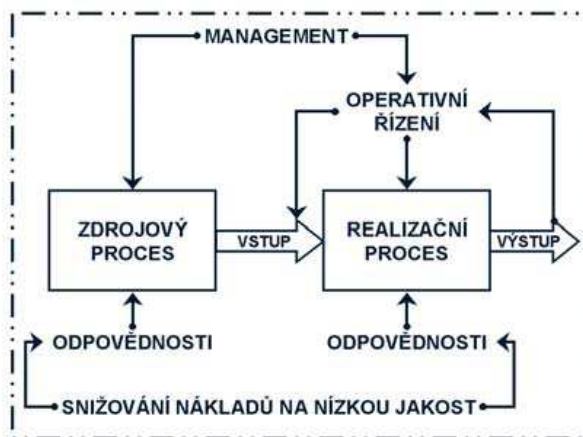 MANAGEMENT
OPERATIVNÍ
ŘÍZENÍ
ZDROJOVÝ
PROCES
VSTUP
REALIZAČNÍ
PROCES
VÝSTUP
ODPOVĚDNOSTI
ODPOVĚDNOSTI
SNIŽOVÁNÍ NÁKLADŮ NA NÍZKOU JAKOST